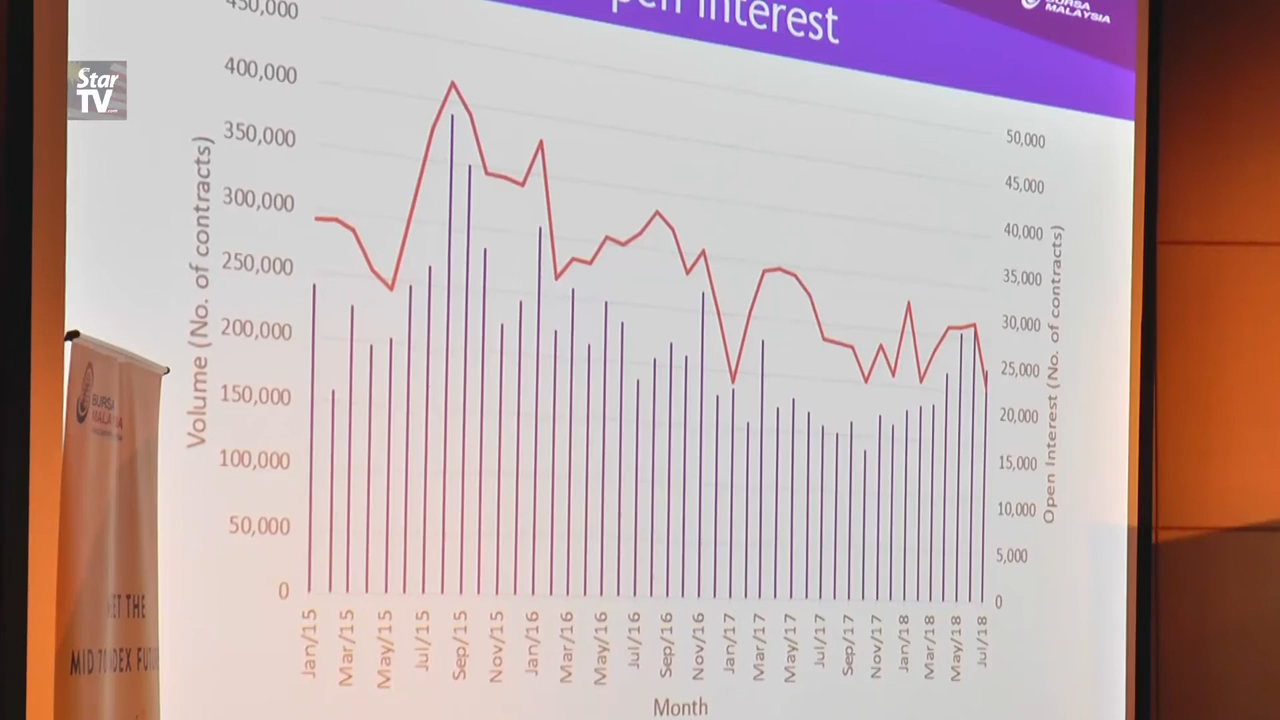 Open Interest
BURSA
MALAYSIA
Star
TV.com
450,000
400,000
350,000
300,000
250,000
200,000
150,000
100,000
50,000
0
Volume (No. of contracts)
50,000
45,000
40,000
35,000
30,000
25,000
20,000
15,000
10,000
5,000
0
Open Interest (No. of contracts)
Jan/15
Mar/15
May/15
Jul/15
Sep/15
Nov/15
Jan/16
Mar/16
May/16
Jul/16
Sep/16
Nov/16
Jan/17
Mar/17
May/17
Jul/17
Sep/17
Nov/17
Jan/18
Mar/18
May/18
Jul/18
Month
BURSA
MALAYSIA
THE
MID 70